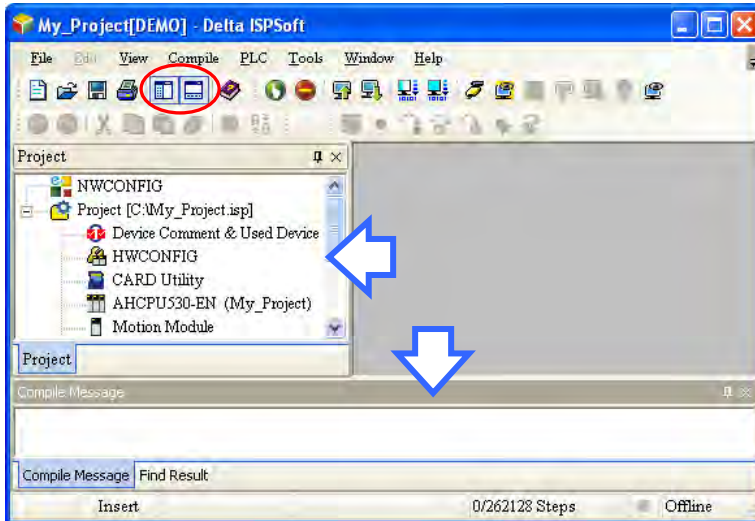 My_Project[DEMO] - Delta ISPSoft
File Edit View Compile PLC Tools Window Help
Project
NWCONFIG
Project [C:\My_Project.isp]
Device Comment & Used Device
HWCONFIG
CARD Utility
AHCPU530-EN (My_Project)
Motion Module
Project
Compile Message
Compile Message Find Result
Insert 0/262128 Steps Offline